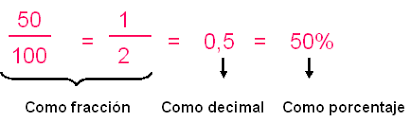 50/100 = 1/2 = 0,5 = 50%
Como fracción Como decimal Como porcentaje